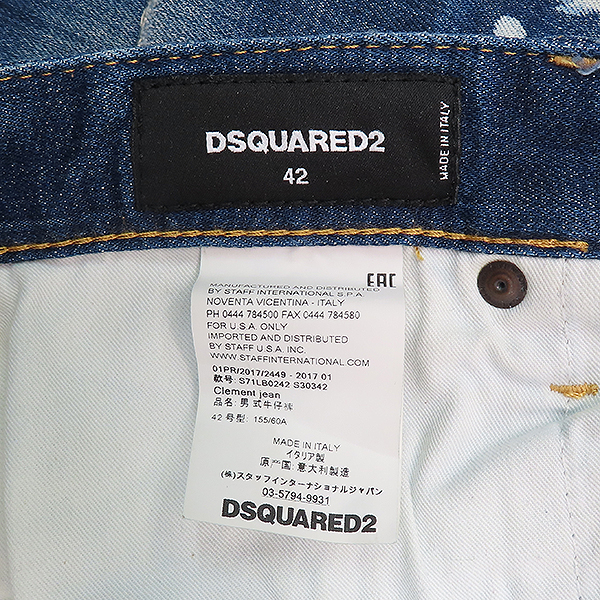 DSQUARED2
42
MADE IN ITALY
EAC
MANUFACTURED AND DISTRIBUTED
BY STAFF INTERNATIONAL S.P.A.
NOVENTA VICENTINA - ITALY
PH 0444 784500 FAX 0444 784580
FOR U.S.A. ONLY
IMPORTED AND DISTRIBUTED
BY STAFF U.S.A. INC.
WWW.STAFFINTERNATIONAL.COM
01PR/2017/2449 - 2017 01
款号: S71LB0242 S30342
Clement jean
品名: 男式牛仔裤
42 号型: 155/60A
MADE IN ITALY
イタリア製
原产国: 意大利製造
(株)スタッフインターナショナルジャパン
03-5794-9931
DSQUARED2